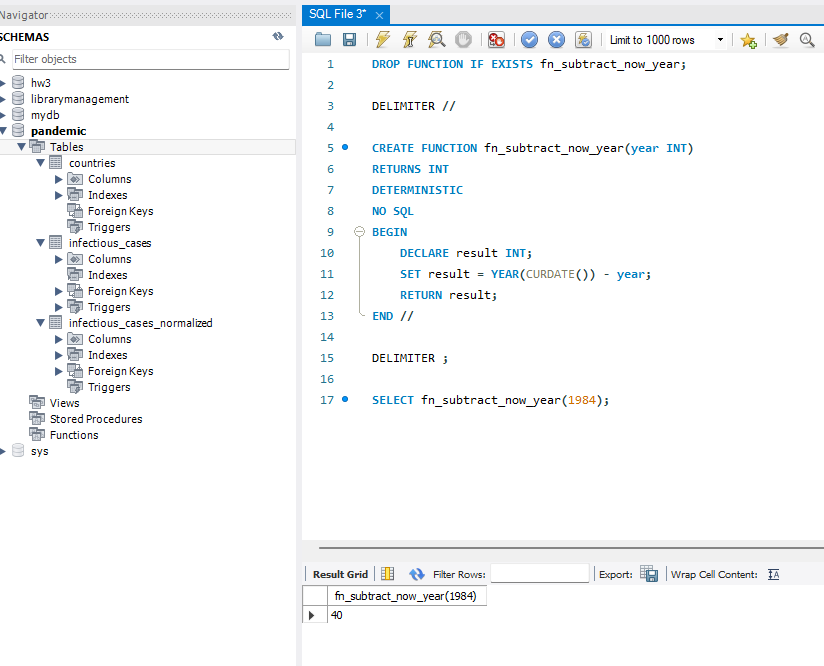 Navigator
SCHEMAS
Filter objects
hw3
librarymanagement
mydb
pandemic
Tables
countries
Columns
Indexes
Foreign Keys
Triggers
infectious_cases
Columns
Indexes
Foreign Keys
Triggers
infectious_cases_normalized
Columns
Indexes
Foreign Keys
Triggers
Views
Stored Procedures
Functions
sys
SQL File 3*
Limit to 1000 rows
1 DROP FUNCTION IF EXISTS fn_subtract_now_year;
2
3 DELIMITER //
4
5 CREATE FUNCTION fn_subtract_now_year(year INT)
6 RETURNS INT
7 DETERMINISTIC
8 NO SQL
9 BEGIN
10 DECLARE result INT;
11 SET result = YEAR(CURDATE()) - year;
12 RETURN result;
13 END //
14
15 DELIMITER ;
16
17 SELECT fn_subtract_now_year(1984);
Result Grid Filter Rows: Export: Wrap Cell Content:
fn_subtract_now_year(1984)
40